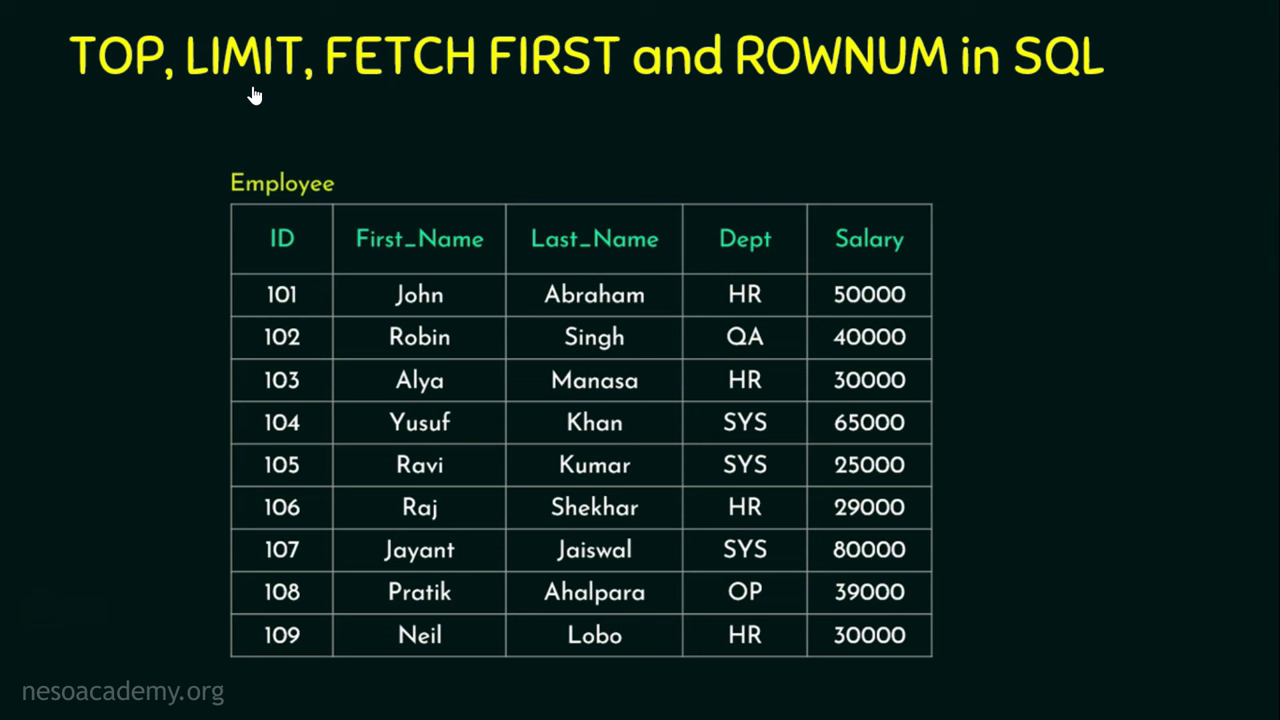 TOP, LIMIT, FETCH FIRST and ROWNUM in SQL
Employee
ID First_Name Last_Name Dept Salary
101 John Abraham HR 50000
102 Robin Singh QA 40000
103 Alya Manasa HR 30000
104 Yusuf Khan SYS 65000
105 Ravi Kumar SYS 25000
106 Raj Shekhar HR 29000
107 Jayant Jaiswal SYS 80000
108 Pratik Ahalpara OP 39000
109 Neil Lobo HR 30000
nesoacademy.org